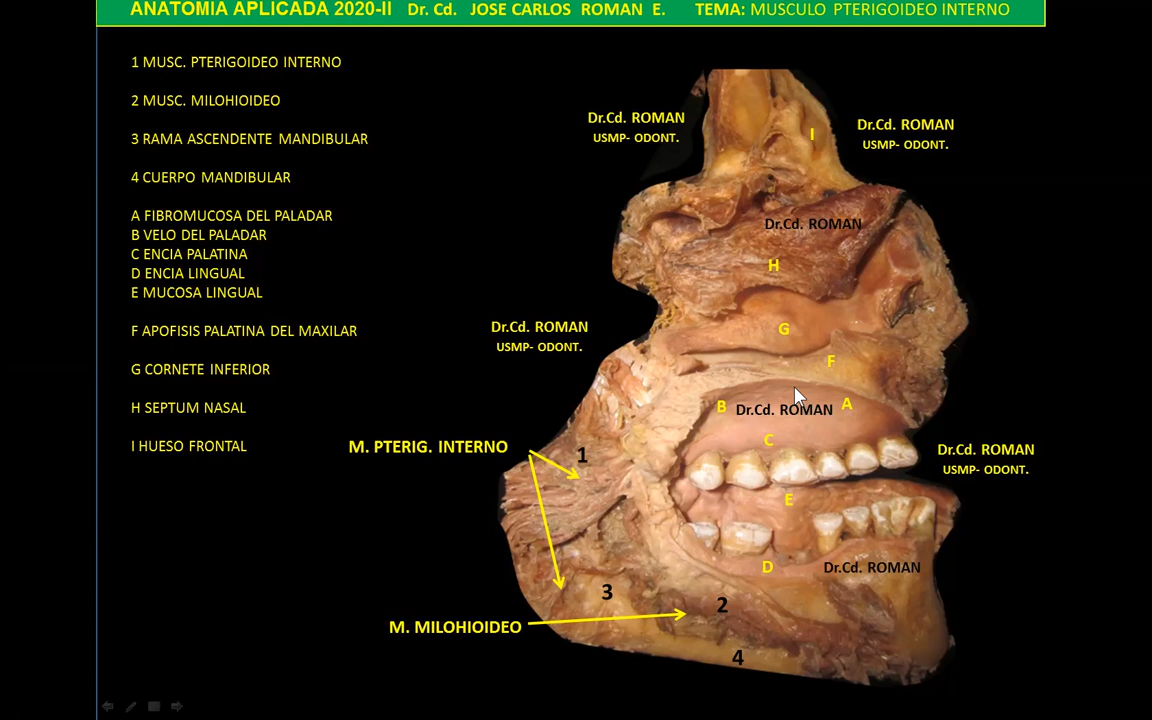 ANATOMIA APLICADA 2020-II Dr. Cd. JOSE CARLOS ROMAN E. TEMA: MUSCULO PTERIGOIDEO INTERNO
1 MUSC. PTERIGOIDEO INTERNO
2 MUSC. MILOHIOIDEO
3 RAMA ASCENDENTE MANDIBULAR
4 CUERPO MANDIBULAR
A FIBROMUCOSA DEL PALADAR
B VELO DEL PALADAR
C ENCIA PALATINA
D ENCIA LINGUAL
E MUCOSA LINGUAL
F APOFISIS PALATINA DEL MAXILAR
G CORNETE INFERIOR
H SEPTUM NASAL
I HUESO FRONTAL
Dr.Cd. ROMAN
USMP- ODONT.
I
Dr.Cd. ROMAN
USMP- ODONT.
Dr.Cd. ROMAN
H
Dr.Cd. ROMAN
USMP- ODONT.
G
F
B
Dr.Cd. ROMAN
A
C
M. PTERIG. INTERNO
1
Dr.Cd. ROMAN
USMP- ODONT.
E
D
Dr.Cd. ROMAN
3
2
M. MILOHIOIDEO
4